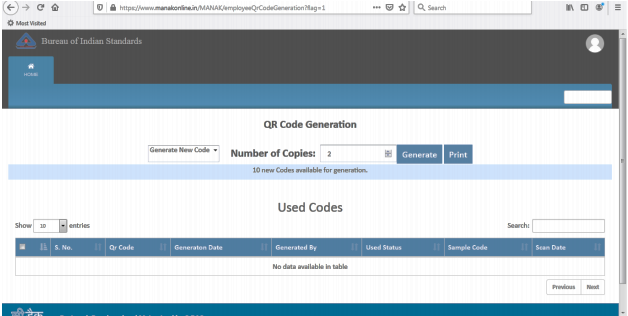 https://www.manakonline.in/MANAK/employeeQrCodeGeneration?flag=1
Search
Most Visited
Bureau of Indian Standards
HOME
QR Code Generation
Generate New Code
Number of Copies: 2 Generate Print
10 new Codes available for generation.
Used Codes
Show 10 entries Search:
S. No. Qr Code Generaton Date Generated By Used Status Sample Code Scan Date
No data available in table
Previous Next